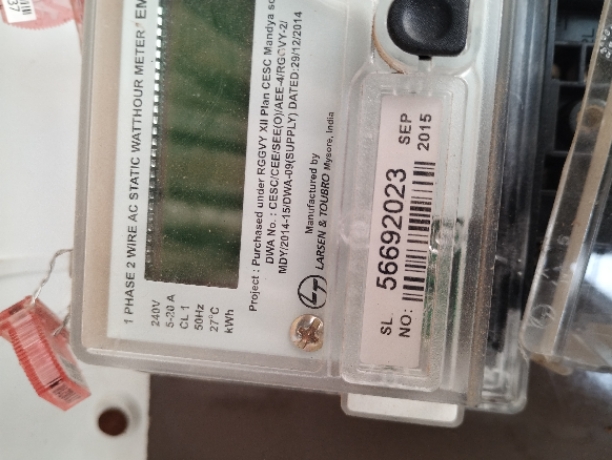 1 PHASE 2 WIRE AC STATIC WATTHOUR METER
240V
5-20 A
CL 1
50Hz
27°C
kWh
Project : Purchased under RGGVY XII Plan CESC Mandya
DWA No. : CESC/CEE/SEE(O)/AEE-4/RGGVY-2/
MDY/2014-15/DWA-09(SUPPLY) DATED:29/12/2014
Manufactured by
LARSEN & TOUBRO Mysore, India
SL NO: 56692023
SEP 2015
37